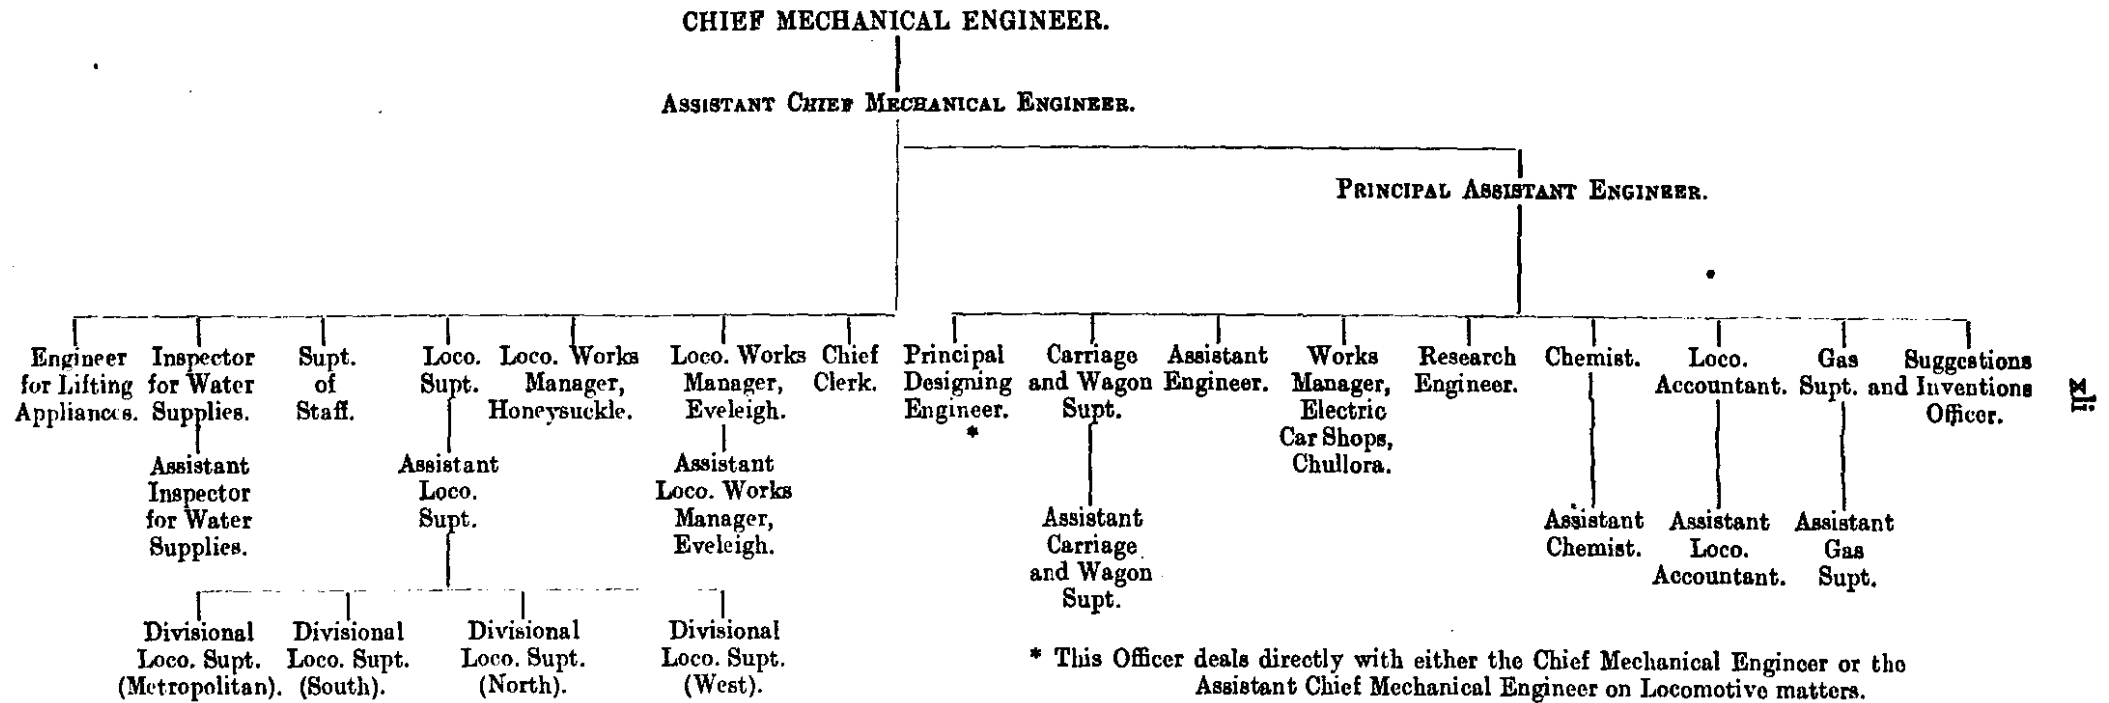 CHIEF MECHANICAL ENGINEER.
ASSISTANT CHIEF MECHANICAL ENGINEER.
PRINCIPAL ASSISTANT ENGINEER.
Engineer
for Lifting
Appliances.
Inspector
for Water
Supplies.
Supt.
of
Staff.
Loco.
Supt.
Loco. Works
Manager,
Honeysuckle.
Loco. Works
Manager,
Eveleigh.
Chief
Clerk.
Principal
Designing
Engineer.
*
Carriage
and Wagon
Supt.
Assistant
Engineer.
Works
Manager,
Electric
Car Shops,
Chullora.
Research
Engineer.
Chemist.
Loco.
Accountant.
Gas
Supt.
Suggestions
and Inventions
Officer.
xli
Assistant
Inspector
for Water
Supplies.
Assistant
Loco.
Supt.
Assistant
Loco. Works
Manager,
Eveleigh.
Assistant
Carriage
and Wagon
Supt.
Assistant
Chemist.
Assistant
Loco.
Accountant.
Assistant
Gas
Supt.
Divisional
Loco. Supt.
(Metropolitan).
Divisional
Loco. Supt.
(South).
Divisional
Loco. Supt.
(North).
Divisional
Loco. Supt.
(West).
* This Officer deals directly with either the Chief Mechanical Engineer or the
Assistant Chief Mechanical Engineer on Locomotive matters.